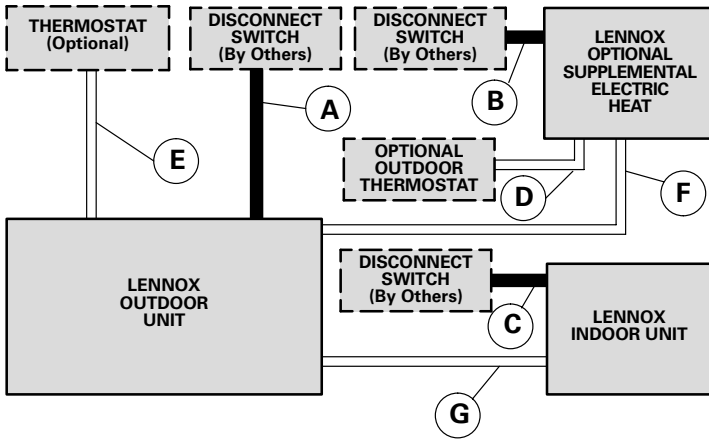 THERMOSTAT
(Optional)
DISCONNECT
SWITCH
(By Others)
DISCONNECT
SWITCH
(By Others)
LENNOX
OPTIONAL
SUPPLEMENTAL
ELECTRIC
HEAT
A
B
E
OPTIONAL
OUTDOOR
THERMOSTAT
D
F
LENNOX
OUTDOOR
UNIT
DISCONNECT
SWITCH
(By Others)
C
LENNOX
INDOOR UNIT
G